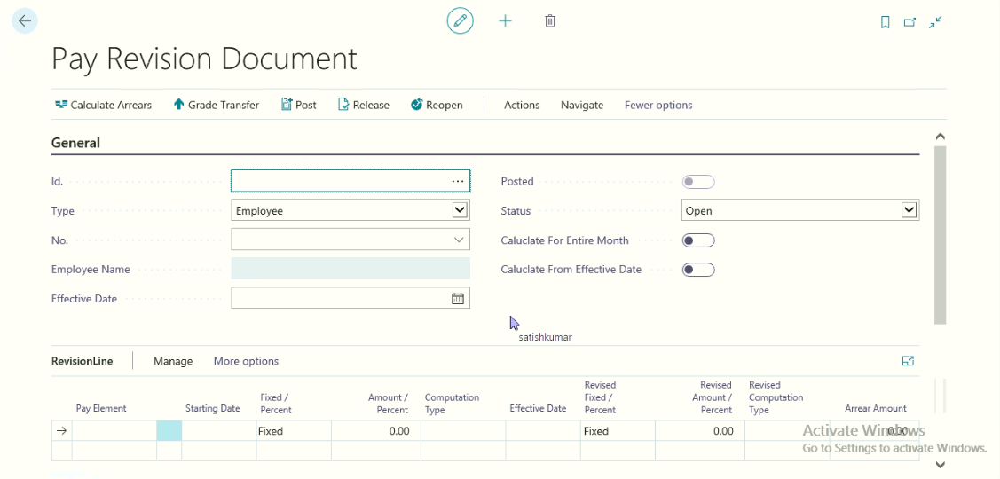 Pay Revision Document
Calculate Arrears Grade Transfer Post Release Reopen Actions Navigate Fewer options
General
Id. ...
Type Employee
No.
Employee Name
Effective Date
Posted
Status Open
Caluclate For Entire Month
Caluclate From Effective Date
satishkumar
RevisionLine Manage More options
Pay Element
Starting Date
Fixed /
Percent
Amount /
Percent
Computation
Type
Effective Date
Revised
Fixed /
Percent
Revised
Amount /
Percent
Revised
Computation
Type
Arrear Amount
Fixed 0.00 Fixed 0.00 0.00
Activate Windows
Go to Settings to activate Windows.